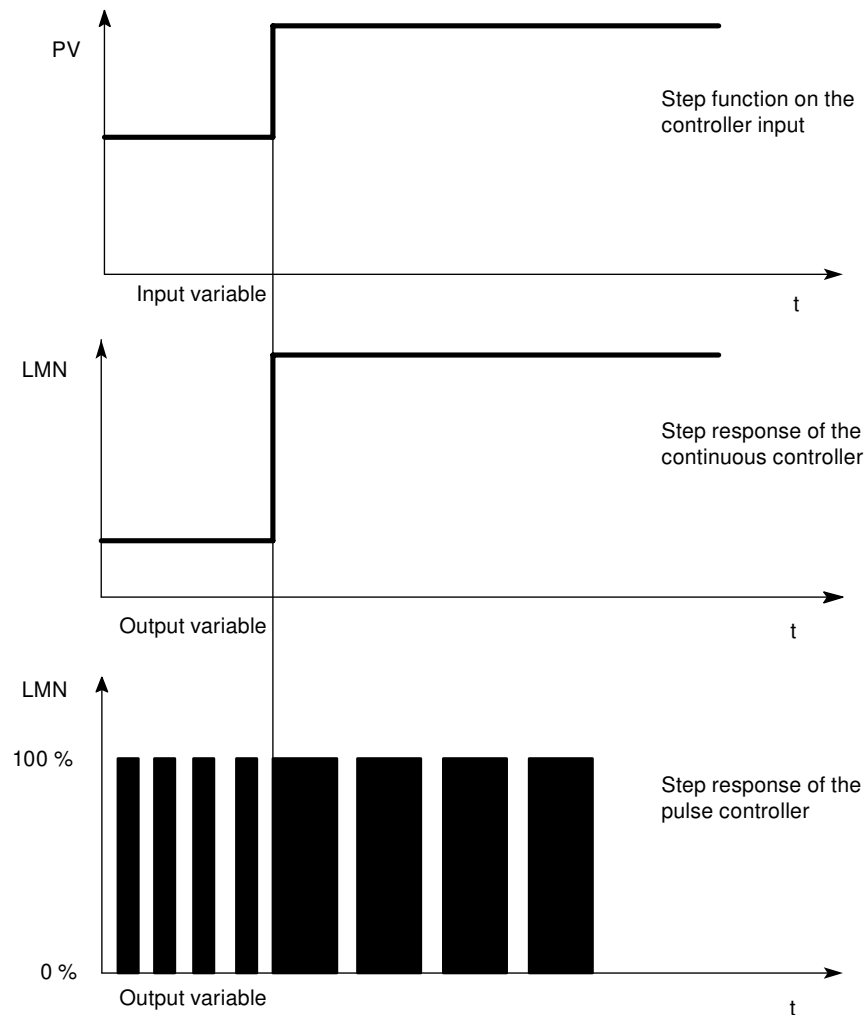 PV
Step function on the
controller input
Input variable
t
LMN
Step response of the
continuous controller
Output variable
t
LMN
100 %
Step response of the
pulse controller
0 %
Output variable
t